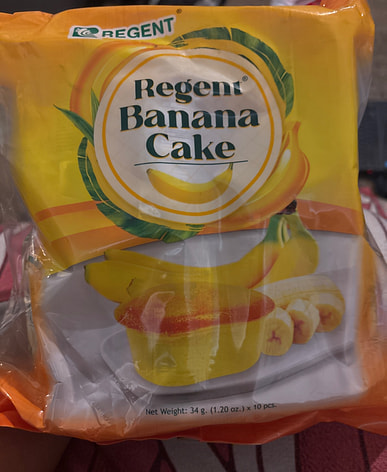 REGENT®
Regent®
Banana
Cake
Net Weight: 34 g. (1.20 oz.) x 10 pcs.